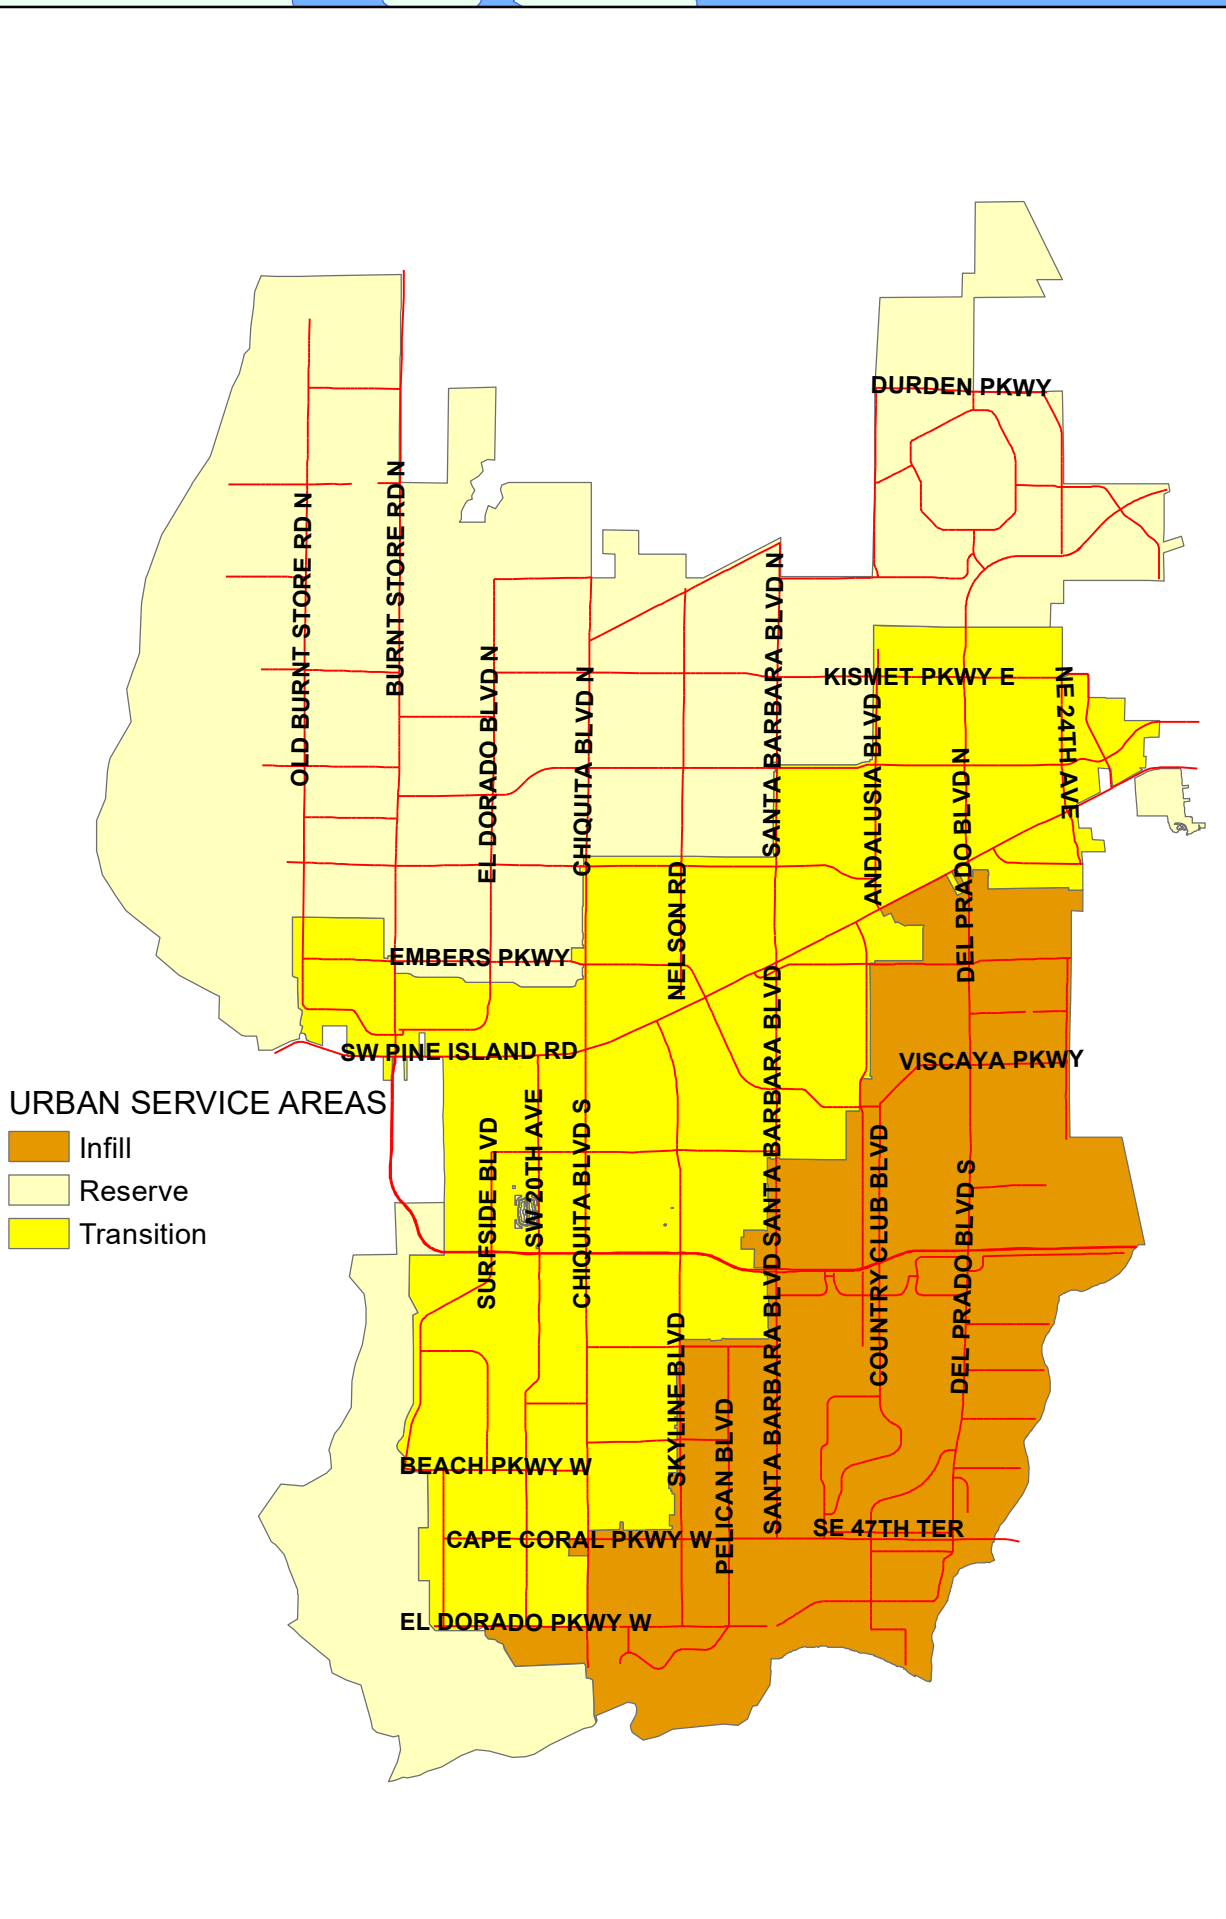 DURDEN PKWY
BURNT STORE RD N
OLD BURNT STORE RD N
SANTA BARBARA BLVD N
EL DORADO BLVD N
CHIQUITA BLVD N
KISMET PKWY E
NE 24TH AVE
ANDALUSIA BLVD
DEL PRADO BLVD N
NELSON RD
EMBERS PKWY
SW PINE ISLAND RD
VISCAYA PKWY
SANTA BARBARA BLVD
URBAN SERVICE AREAS
Infill
Reserve
Transition
SURFSIDE BLVD
SW 20TH AVE
CHIQUITA BLVD S
COUNTRY CLUB BLVD
DEL PRADO BLVD S
SANTA BARBARA BLVD
SKYLINE BLVD
PELICAN BLVD
BEACH PKWY W
CAPE CORAL PKWY W
SE 47TH TER
EL DORADO PKWY W